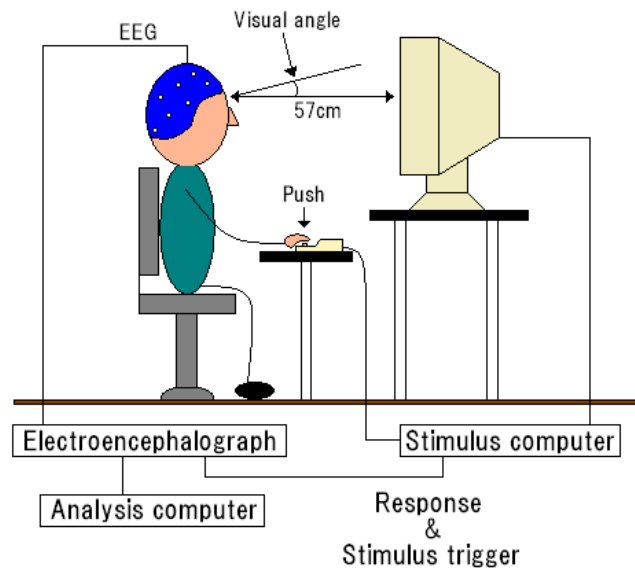 Visual angle
EEG
57cm
Push
Electroencephalograph
Stimulus computer
Analysis computer
Response
&
Stimulus trigger